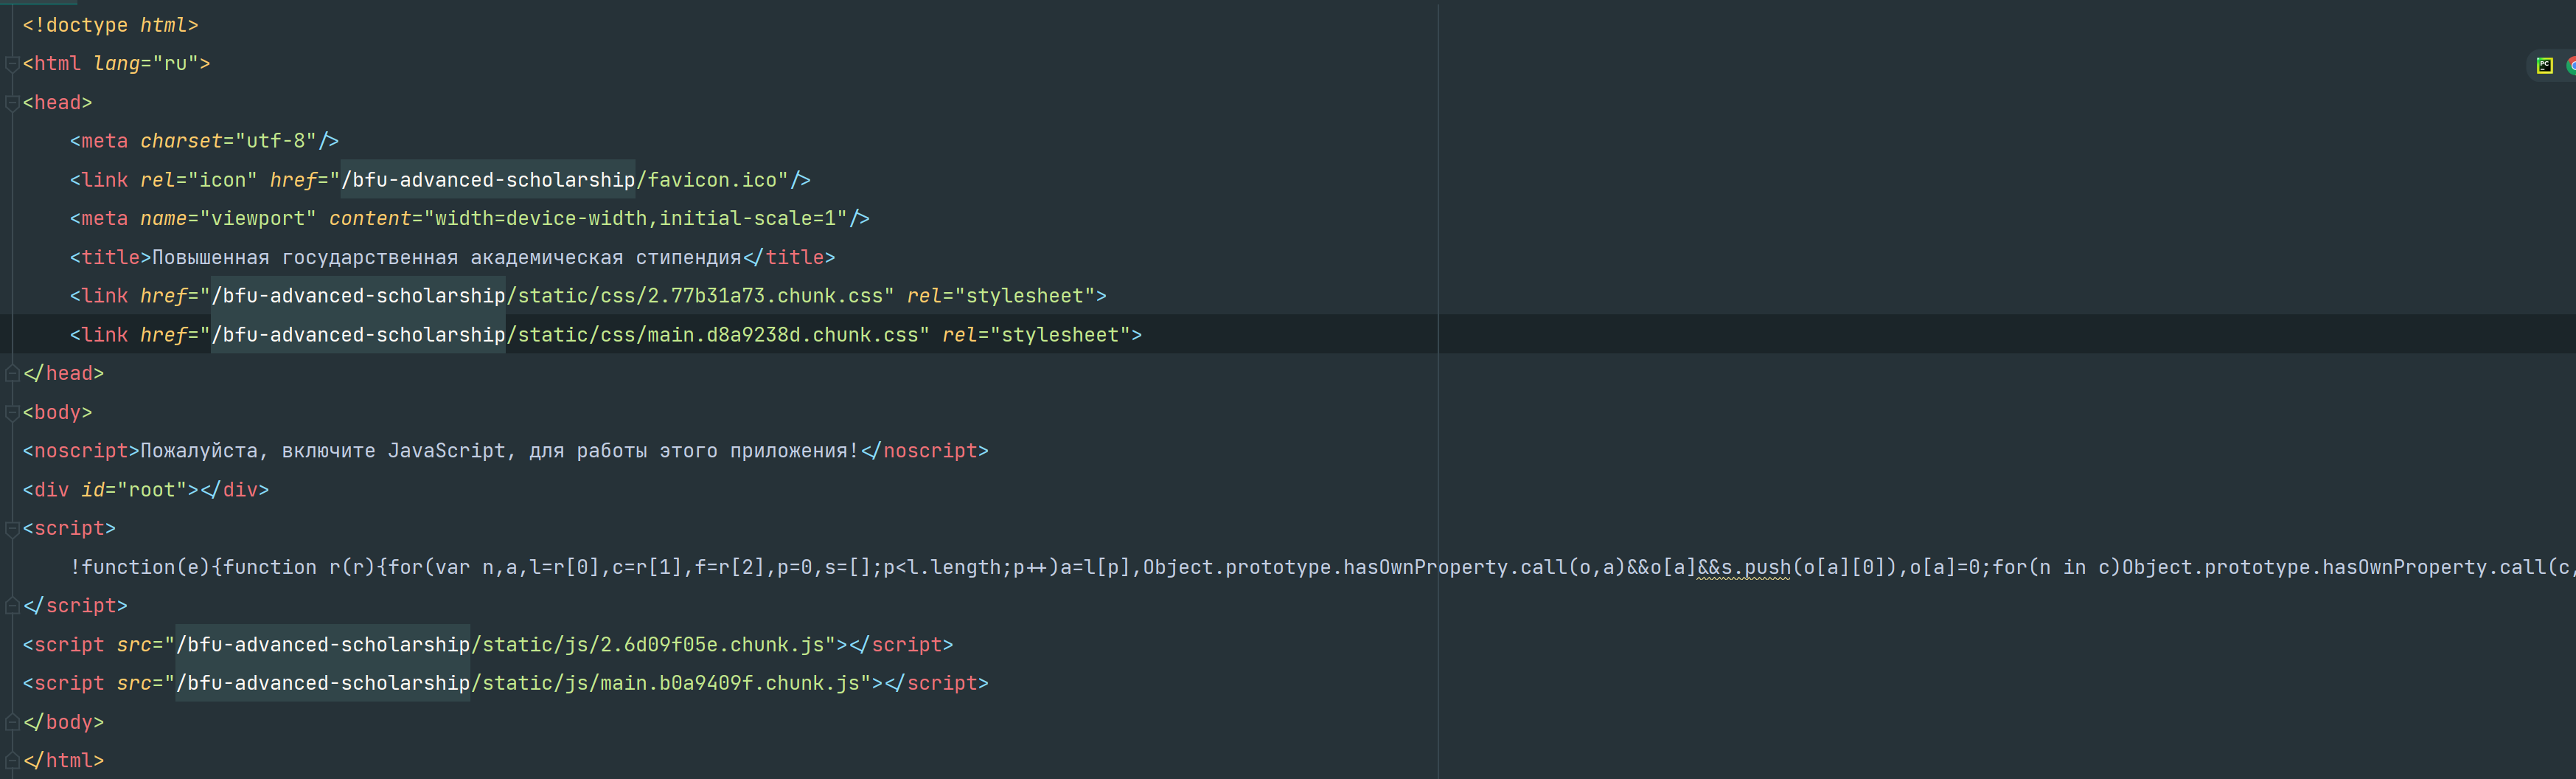 <!doctype html>
<html lang="ru">
<head>
<meta charset="utf-8"/>
<link rel="icon" href="/bfu-advanced-scholarship/favicon.ico"/>
<meta name="viewport" content="width=device-width,initial-scale=1"/>
<title>Повышенная государственная академическая стипендия</title>
<link href="/bfu-advanced-scholarship/static/css/2.77b31a73.chunk.css" rel="stylesheet">
<link href="/bfu-advanced-scholarship/static/css/main.d8a9238d.chunk.css" rel="stylesheet">
</head>
<body>
<noscript>Пожалуйста, включите JavaScript, для работы этого приложения!</noscript>
<div id="root"></div>
<script>
!function(e){function r(r){for(var n,a,l=r[0],c=r[1],f=r[2],p=0,s=[];p<l.length;p++)a=l[p],Object.prototype.hasOwnProperty.call(o,a)&&o[a]&&s.push(o[a][0]),o[a]=0;for(n in c)Object.prototype.hasOwnProperty.call(c,
</script>
<script src="/bfu-advanced-scholarship/static/js/2.6d09f05e.chunk.js"></script>
<script src="/bfu-advanced-scholarship/static/js/main.b0a9409f.chunk.js"></script>
</body>
</html>
PC